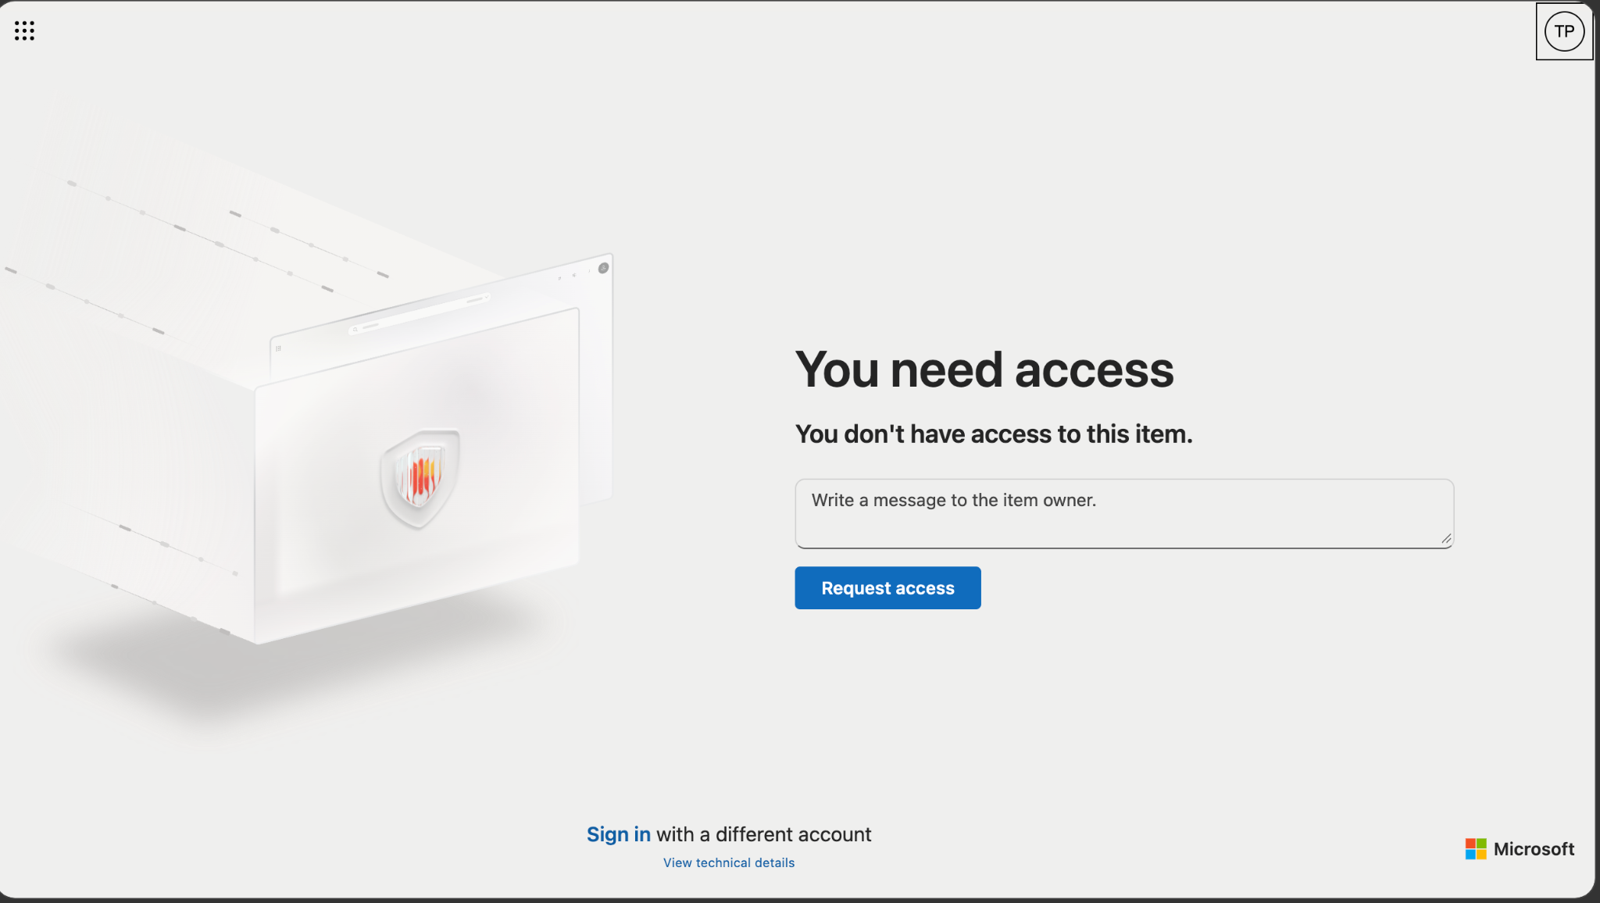 TP
You need access
You don't have access to this item.
Write a message to the item owner.
Request access
Sign in with a different account
View technical details
Microsoft